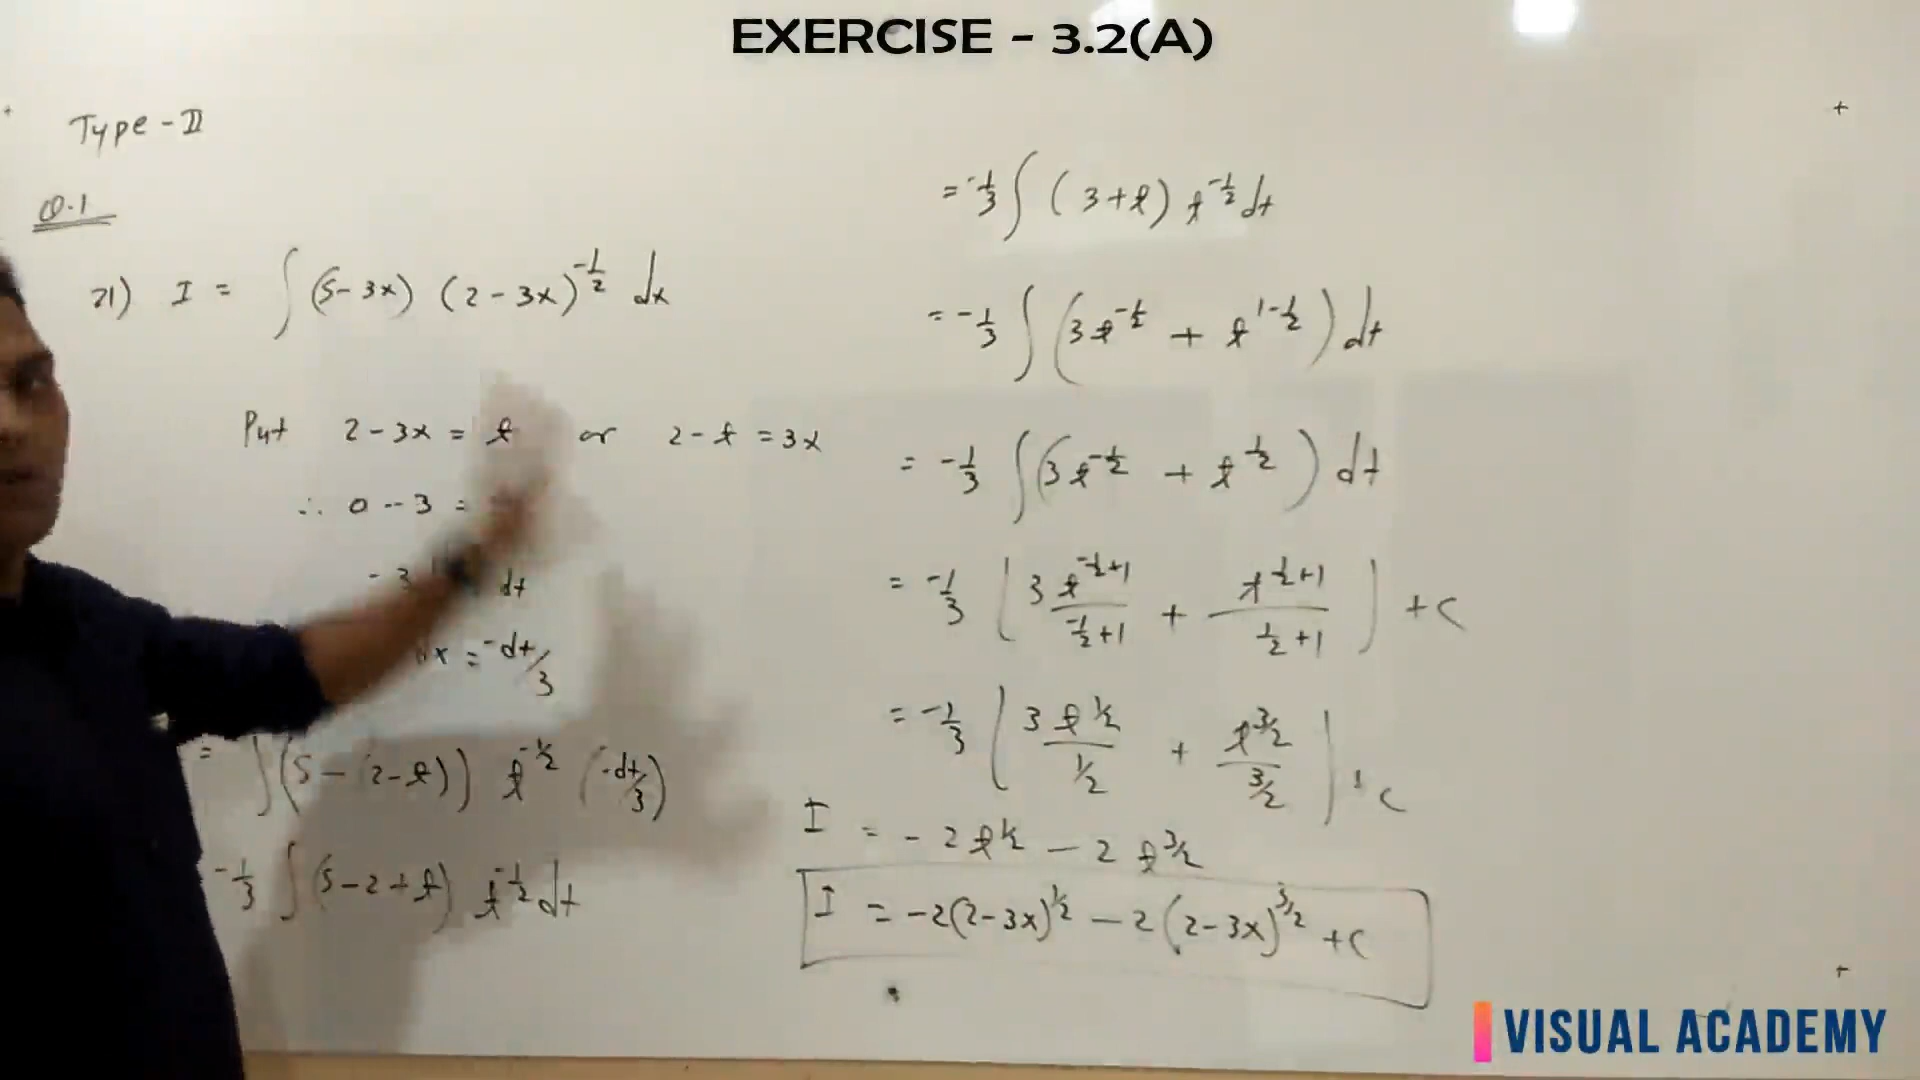 EXERCISE - 3.2(A)
Type - II
Q.1
21) I = ∫ (5-3x) (2-3x)^{-1/2} dx
Put 2-3x = t or 2-t = 3x
∴ 0 - 3 =
-3 dt
dx = -dt/3
= ∫(5-(2-t)) t^{-1/2} (-dt/3)
-1/3 ∫ (5-2+t) t^{-1/2} dt
= -1/3 ∫ (3+t) t^{-1/2} dt
= -1/3 ∫ (3t^{-1/2} + t^{1-1/2}) dt
= -1/3 ∫ (3t^{-1/2} + t^{1/2}) dt
= -1/3 [ 3t^{-1/2+1}/(-1/2+1) + t^{1/2+1}/(1/2+1) ] + c
= -1/3 [ 3t^{1/2}/(1/2) + t^{3/2}/(3/2) ] + c
I = -2t^{1/2} - 2t^{3/2}
I = -2(2-3x)^{1/2} - 2(2-3x)^{3/2} + c
VISUAL ACADEMY